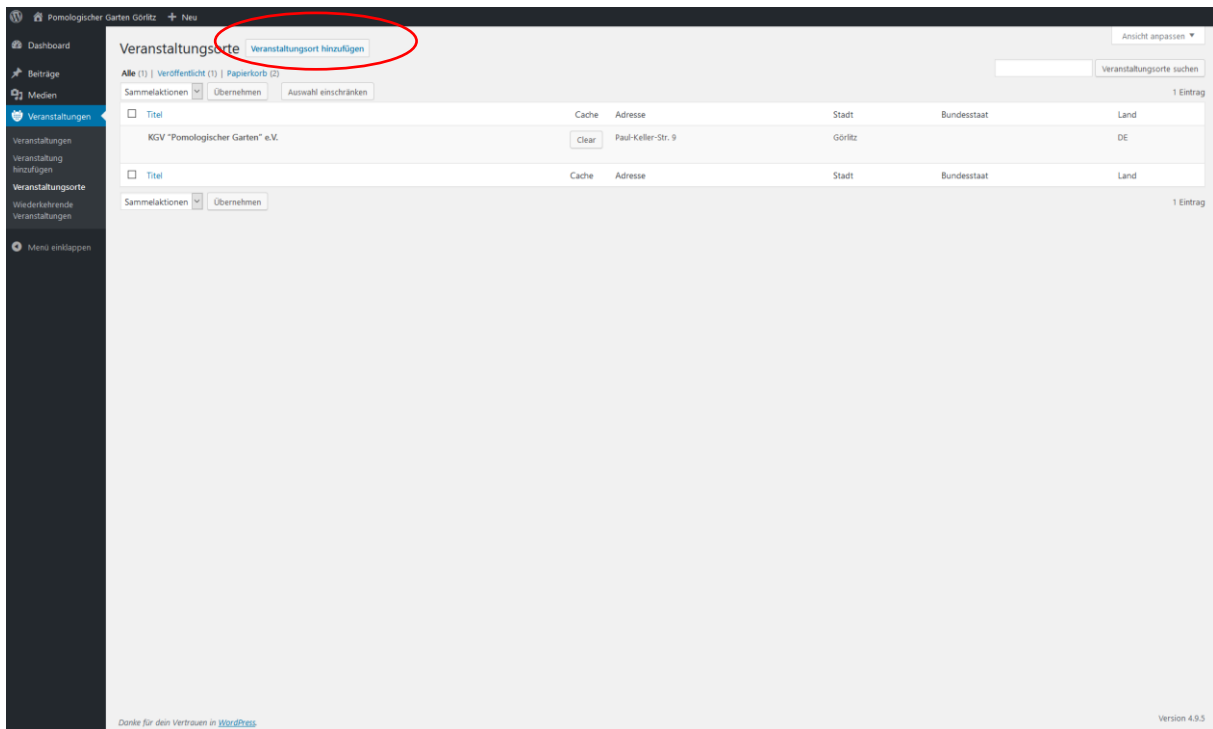 Pomologischer Garten Görlitz + Neu
Dashboard
Beiträge
Medien
Veranstaltungen
Veranstaltungen
Veranstaltung
hinzufügen
Veranstaltungsorte
Wiederkehrende
Veranstaltungen
Menü einklappen
Ansicht anpassen ▼
Veranstaltungsorte Veranstaltungsort hinzufügen
Alle (1) | Veröffentlicht (1) | Papierkorb (2)
Veranstaltungsorte suchen
Sammelaktionen Übernehmen Auswahl einschränken 1 Eintrag
Titel Cache Adresse Stadt Bundesstaat Land
KGV "Pomologischer Garten" e.V. Clear Paul-Keller-Str. 9 Görlitz DE
Titel Cache Adresse Stadt Bundesstaat Land
Sammelaktionen Übernehmen 1 Eintrag
Danke für dein Vertrauen in WordPress. Version 4.9.5